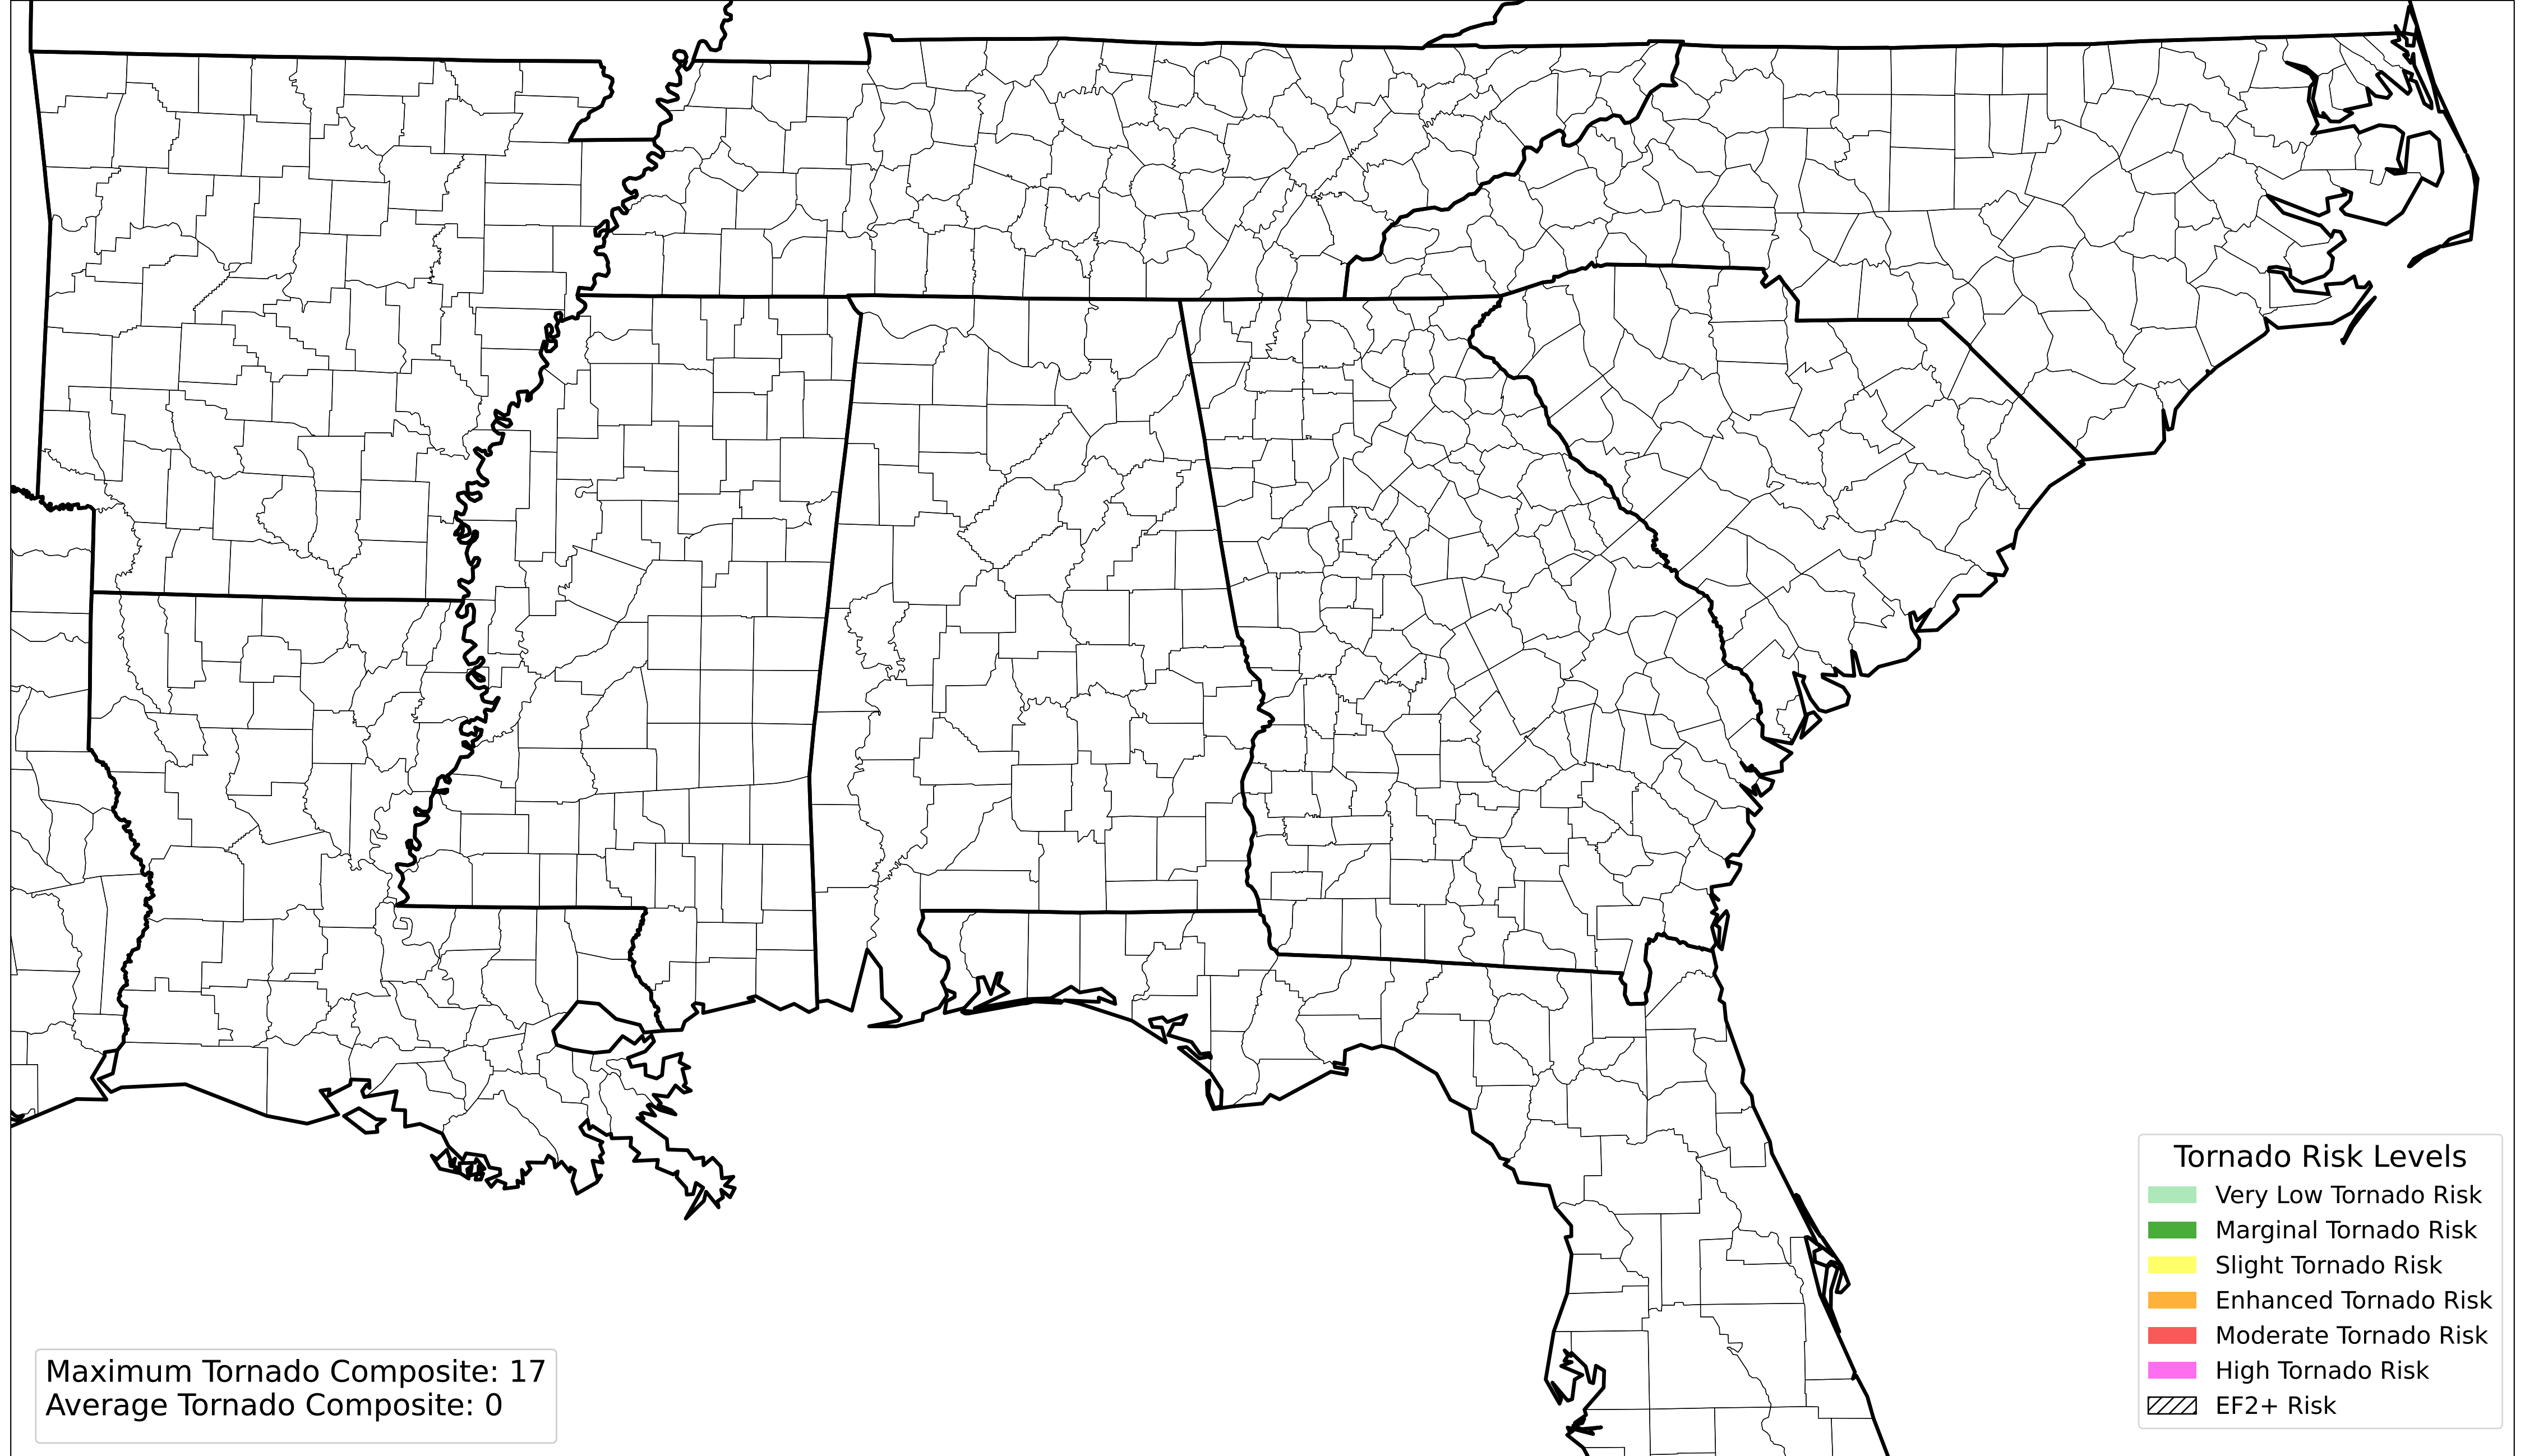 Maximum Tornado Composite: 17
Average Tornado Composite: 0
Tornado Risk Levels
Very Low Tornado Risk
Marginal Tornado Risk
Slight Tornado Risk
Enhanced Tornado Risk
Moderate Tornado Risk
High Tornado Risk
EF2+ Risk